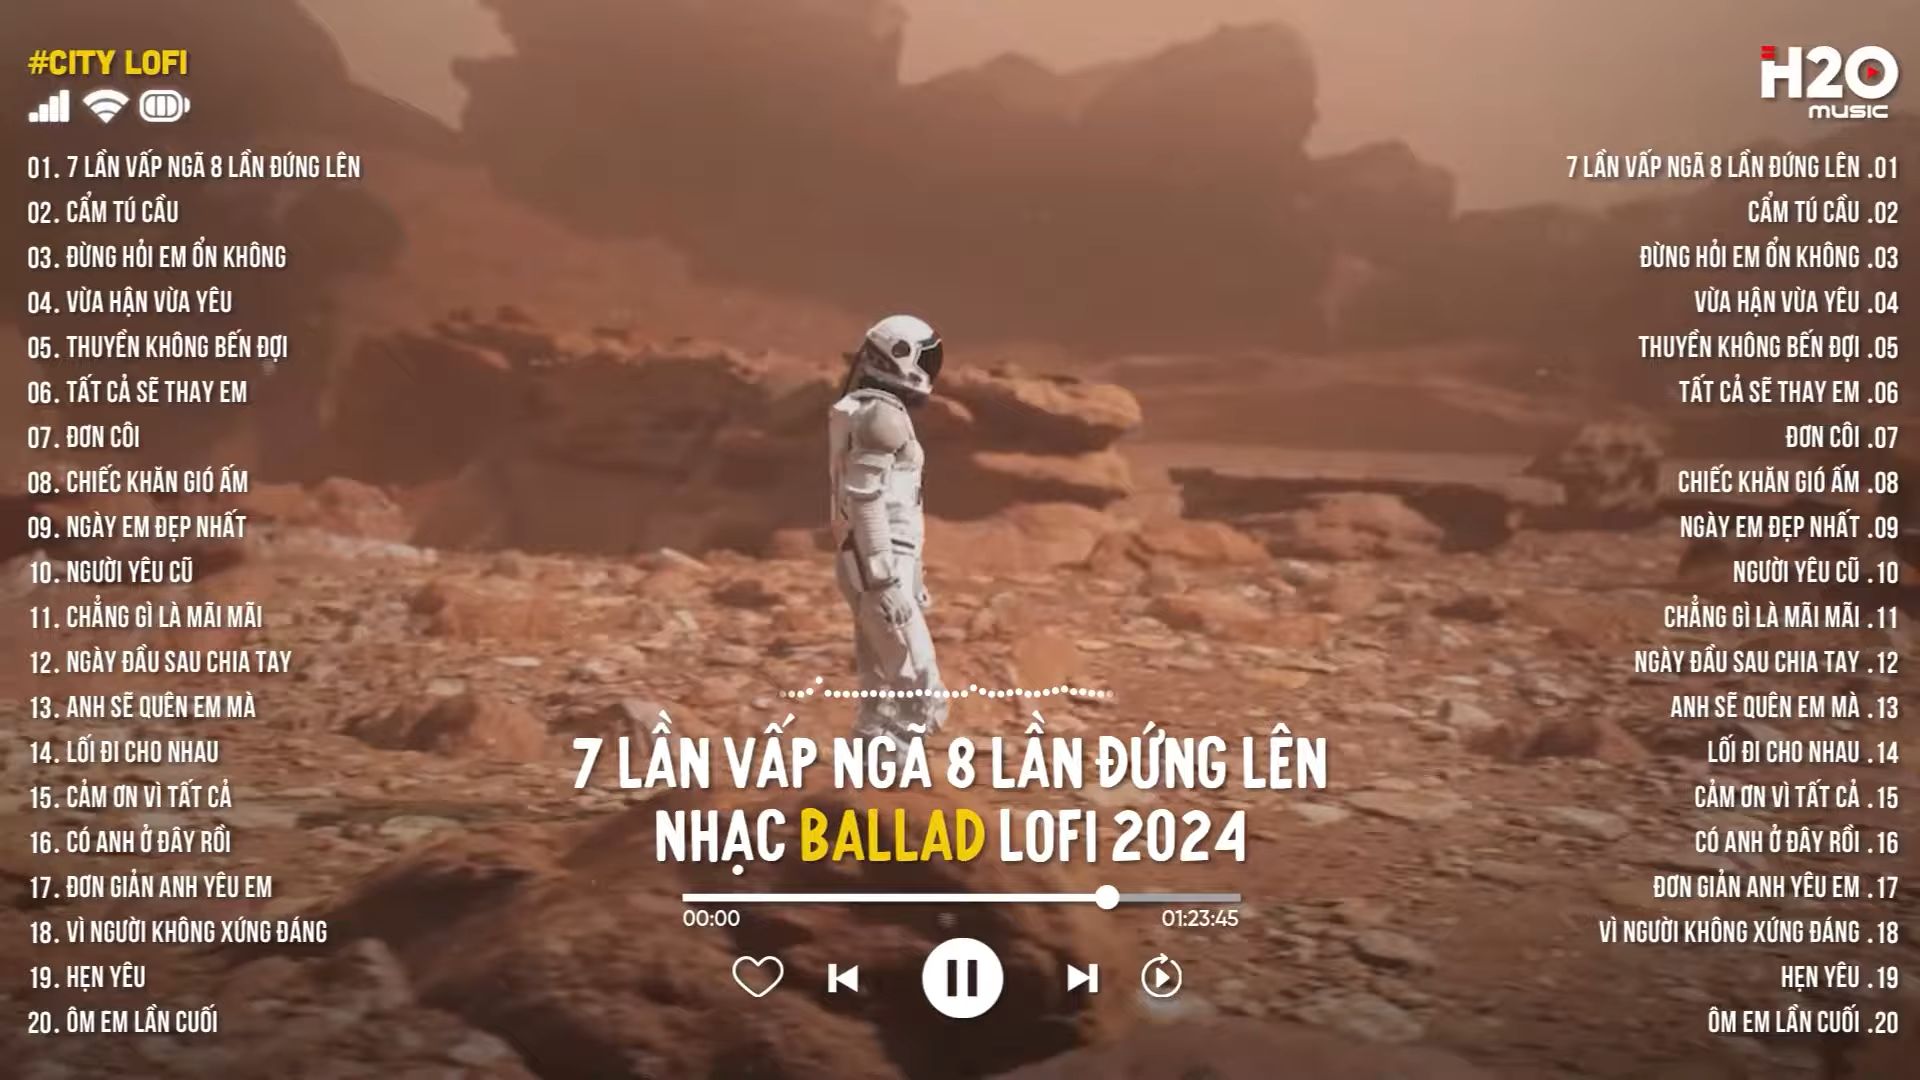 #CITY LOFI
H2O
MUSIC
01. 7 LẦN VẤP NGÃ 8 LẦN ĐỨNG LÊN
02. CẨM TÚ CẦU
03. ĐỪNG HỎI EM ỔN KHÔNG
04. VỪA HẬN VỪA YÊU
05. THUYỀN KHÔNG BẾN ĐỢI
06. TẤT CẢ SẼ THAY EM
07. ĐƠN CÔI
08. CHIẾC KHĂN GIÓ ẤM
09. NGÀY EM ĐẸP NHẤT
10. NGƯỜI YÊU CŨ
11. CHẲNG GÌ LÀ MÃI MÃI
12. NGÀY ĐẦU SAU CHIA TAY
13. ANH SẼ QUÊN EM MÀ
14. LỐI ĐI CHO NHAU
15. CẢM ƠN VÌ TẤT CẢ
16. CÓ ANH Ở ĐÂY RỒI
17. ĐƠN GIẢN ANH YÊU EM
18. VÌ NGƯỜI KHÔNG XỨNG ĐÁNG
19. HẸN YÊU
20. ÔM EM LẦN CUỐI
7 LẦN VẤP NGÃ 8 LẦN ĐỨNG LÊN .01
CẨM TÚ CẦU .02
ĐỪNG HỎI EM ỔN KHÔNG .03
VỪA HẬN VỪA YÊU .04
THUYỀN KHÔNG BẾN ĐỢI .05
TẤT CẢ SẼ THAY EM .06
ĐƠN CÔI .07
CHIẾC KHĂN GIÓ ẤM .08
NGÀY EM ĐẸP NHẤT .09
NGƯỜI YÊU CŨ .10
CHẲNG GÌ LÀ MÃI MÃI .11
NGÀY ĐẦU SAU CHIA TAY .12
ANH SẼ QUÊN EM MÀ .13
LỐI ĐI CHO NHAU .14
CẢM ƠN VÌ TẤT CẢ .15
CÓ ANH Ở ĐÂY RỒI .16
ĐƠN GIẢN ANH YÊU EM .17
VÌ NGƯỜI KHÔNG XỨNG ĐÁNG .18
HẸN YÊU .19
ÔM EM LẦN CUỐI .20
7 LẦN VẤP NGÃ 8 LẦN ĐỨNG LÊN
NHẠC BALLAD LOFI 2024
00:00
01:23:45